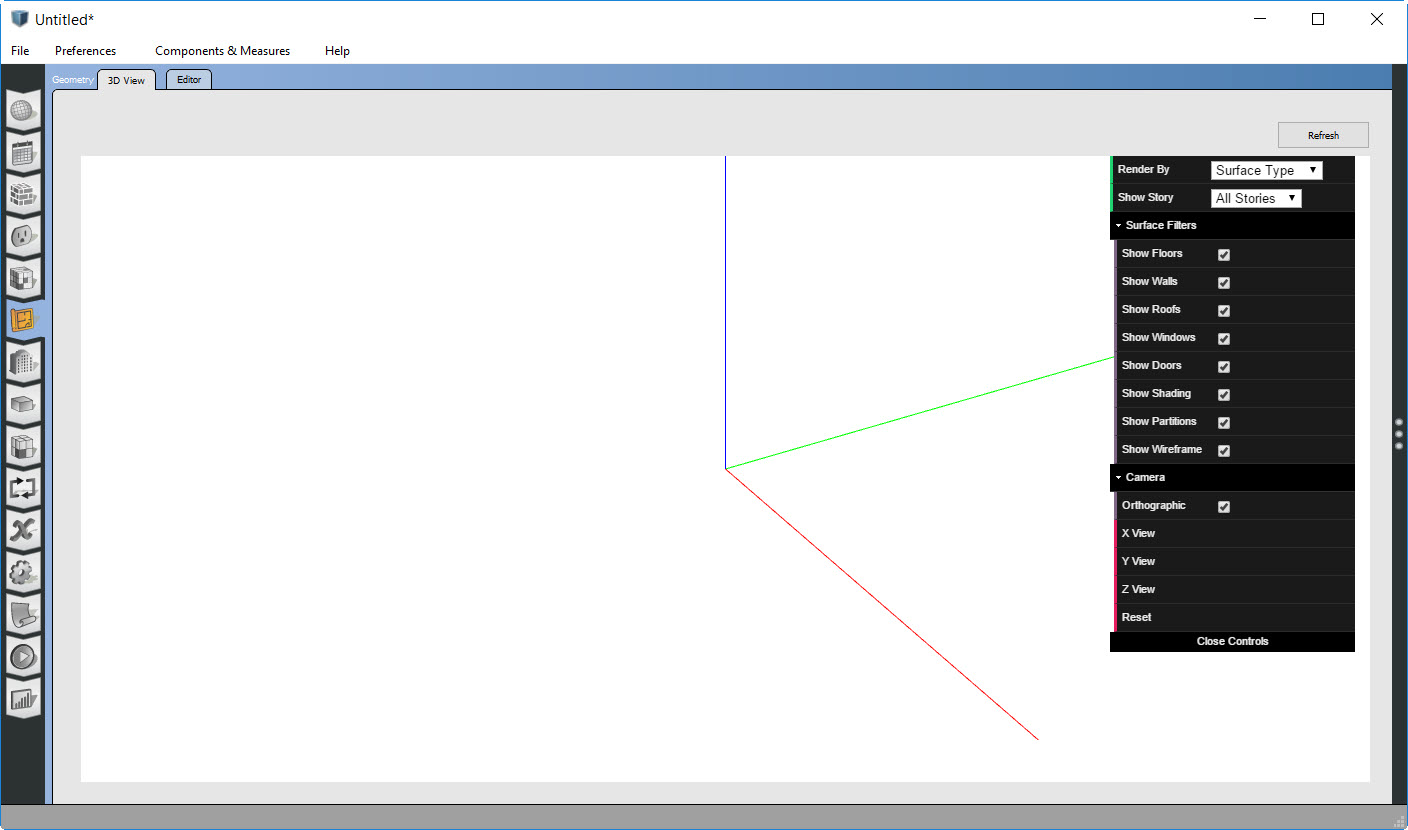 Untitled*
File Preferences Components & Measures Help
Geometry 3D View Editor
Refresh
Render By Surface Type
Show Story All Stories
Surface Filters
Show Floors
Show Walls
Show Roofs
Show Windows
Show Doors
Show Shading
Show Partitions
Show Wireframe
Camera
Orthographic
X View
Y View
Z View
Reset
Close Controls